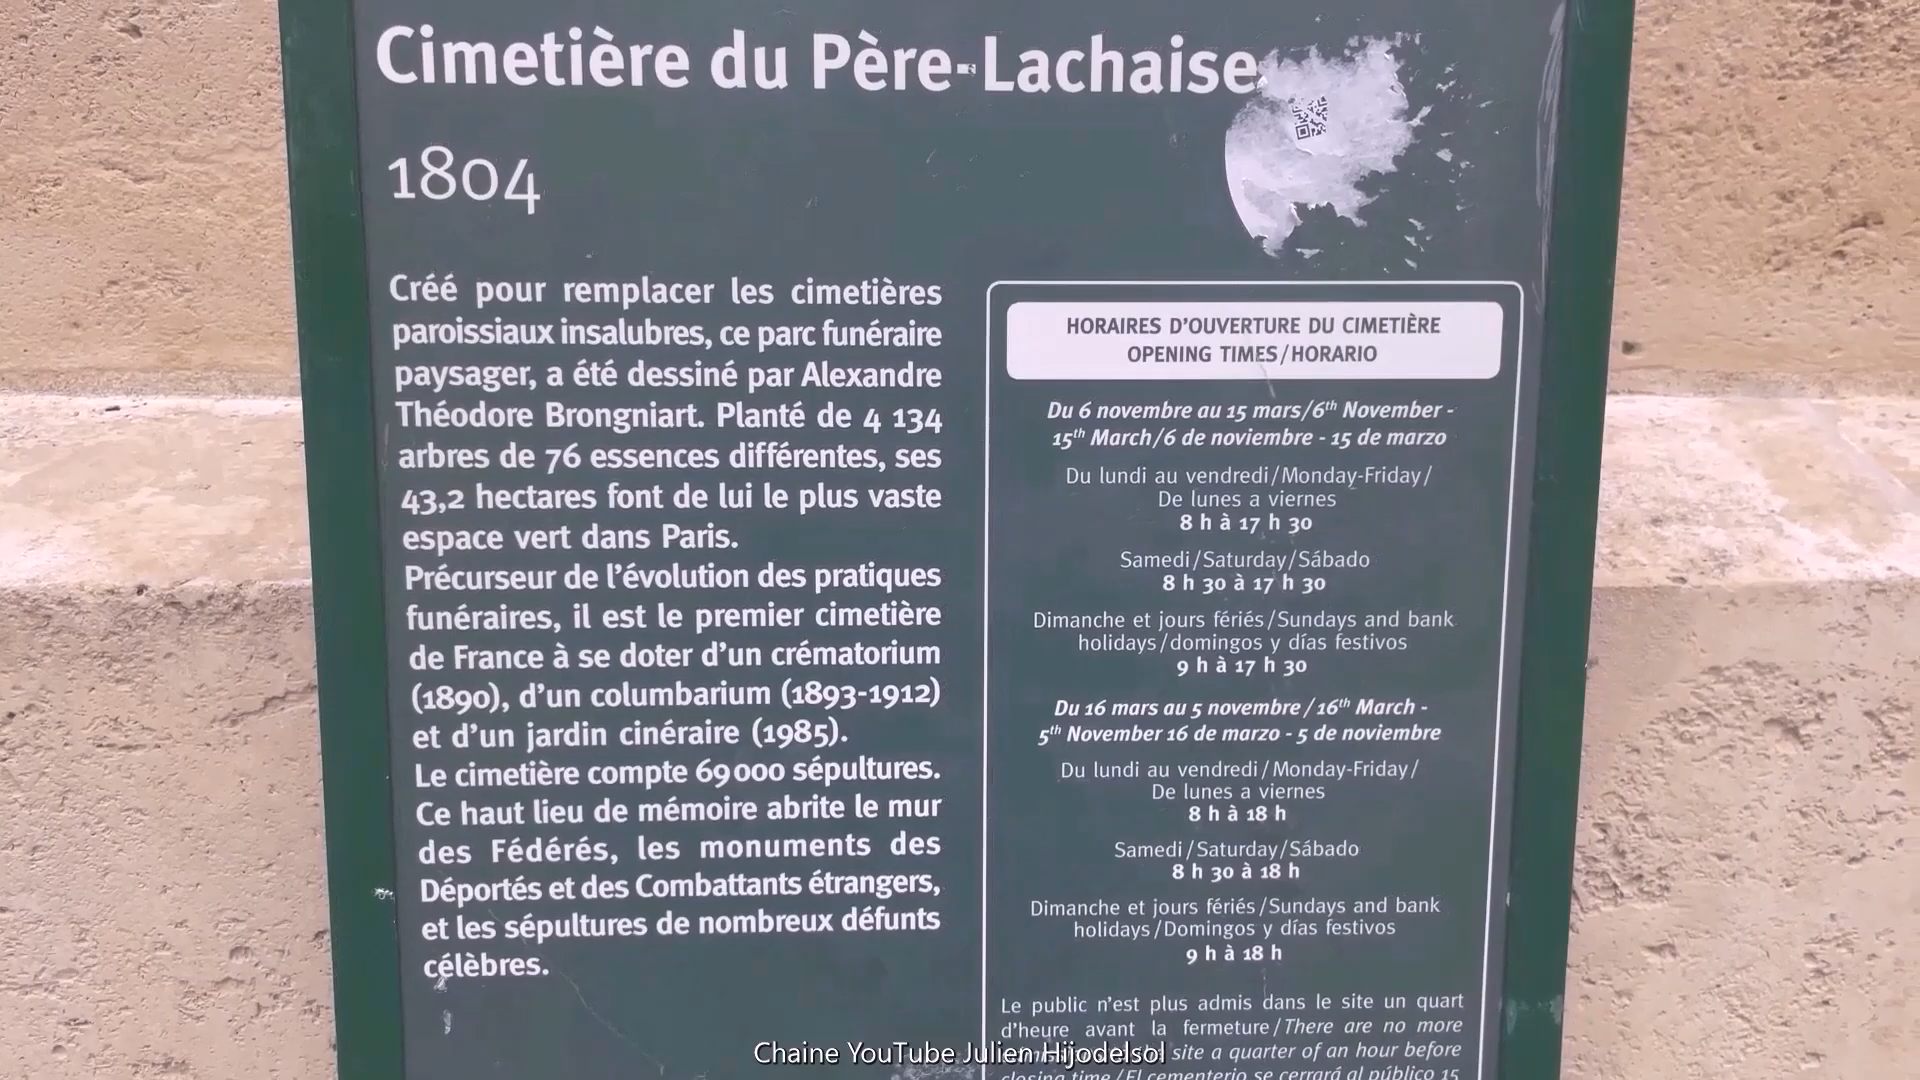 Cimetière du Père-Lachaise
1804
Créé pour remplacer les cimetières
paroissiaux insalubres, ce parc funéraire
paysager, a été dessiné par Alexandre
Théodore Brongniart. Planté de 4 134
arbres de 76 essences différentes, ses
43,2 hectares font de lui le plus vaste
espace vert dans Paris.
Précurseur de l'évolution des pratiques
funéraires, il est le premier cimetière
de France à se doter d'un crématorium
(1890), d'un columbarium (1893-1912)
et d'un jardin cinéraire (1985).
Le cimetière compte 69 000 sépultures.
Ce haut lieu de mémoire abrite le mur
des Fédérés, les monuments des
Déportés et des Combattants étrangers,
et les sépultures de nombreux défunts
célèbres.
HORAIRES D'OUVERTURE DU CIMETIÈRE
OPENING TIMES/HORARIO
Du 6 novembre au 15 mars/6th November -
15th March/6 de noviembre - 15 de marzo
Du lundi au vendredi/Monday-Friday/
De lunes a viernes
8 h à 17 h 30
Samedi/Saturday/Sábado
8 h 30 à 17 h 30
Dimanche et jours fériés/Sundays and bank
holidays/domingos y días festivos
9 h à 17 h 30
Du 16 mars au 5 novembre/16th March -
5th November 16 de marzo - 5 de noviembre
Du lundi au vendredi/Monday-Friday/
De lunes a viernes
8 h à 18 h
Samedi/Saturday/Sábado
8 h 30 à 18 h
Dimanche et jours fériés/Sundays and bank
holidays/Domingos y días festivos
9 h à 18 h
Le public n'est plus admis dans le site un quart
d'heure avant la fermeture/There are no more
site a quarter of an hour before
closing time/El cementerio se cerrará al público 15
Chaine YouTube Julien Hijodelsol